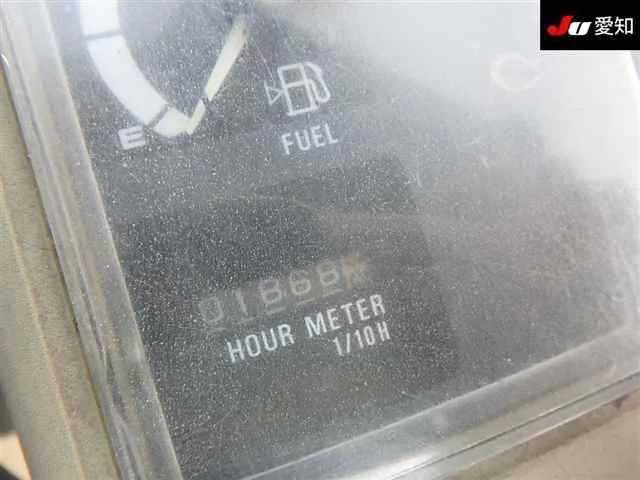 JU 愛知
E
FUEL
01868
HOUR METER
1/10H